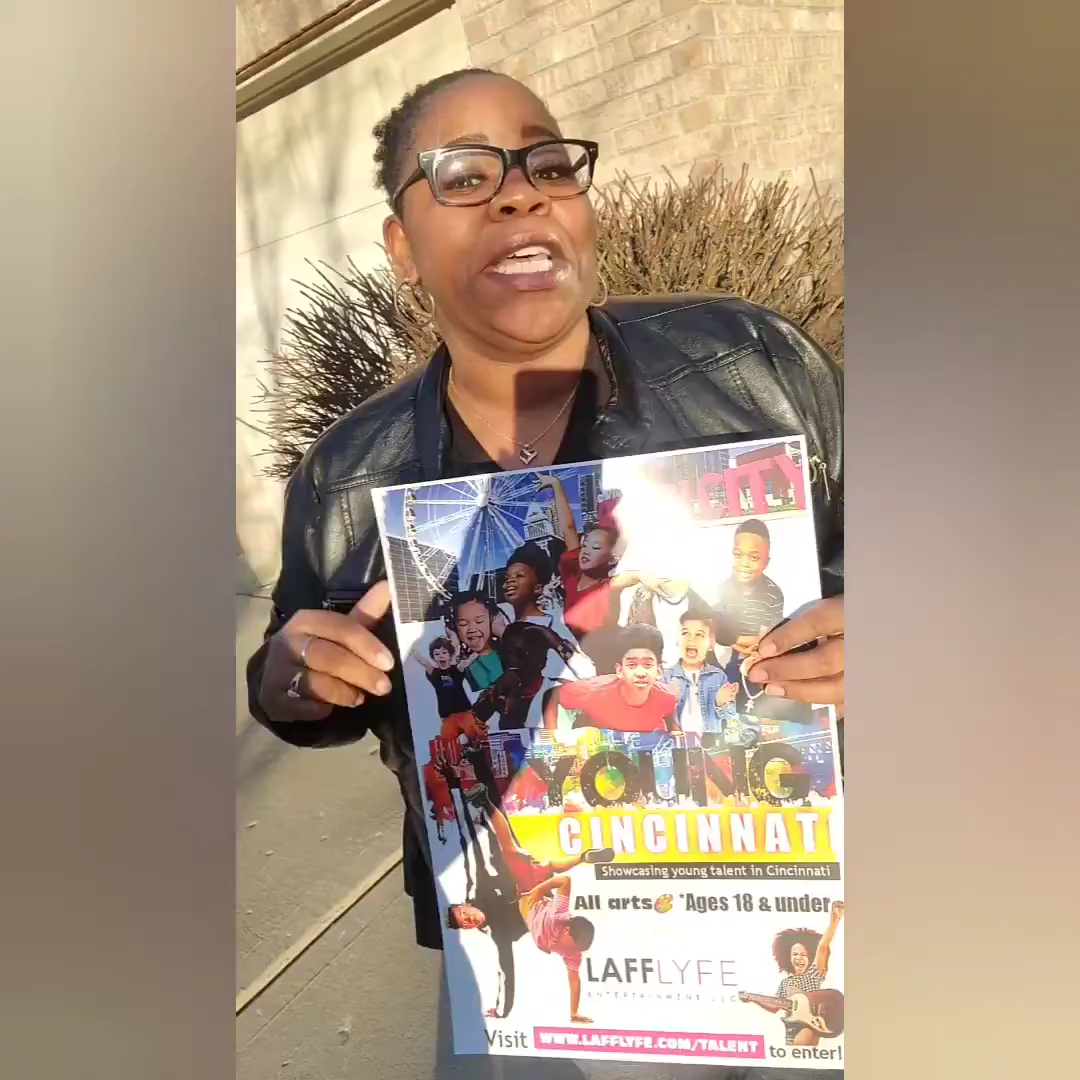 CITY
YOUNG
CINCINNATI
Showcasing young talent in Cincinnati
All arts *Ages 18 & under
LAFFLYFE
ENTERTAINMENT LLC
Visit WWW.LAFFLYFE.COM/TALENT to enter!